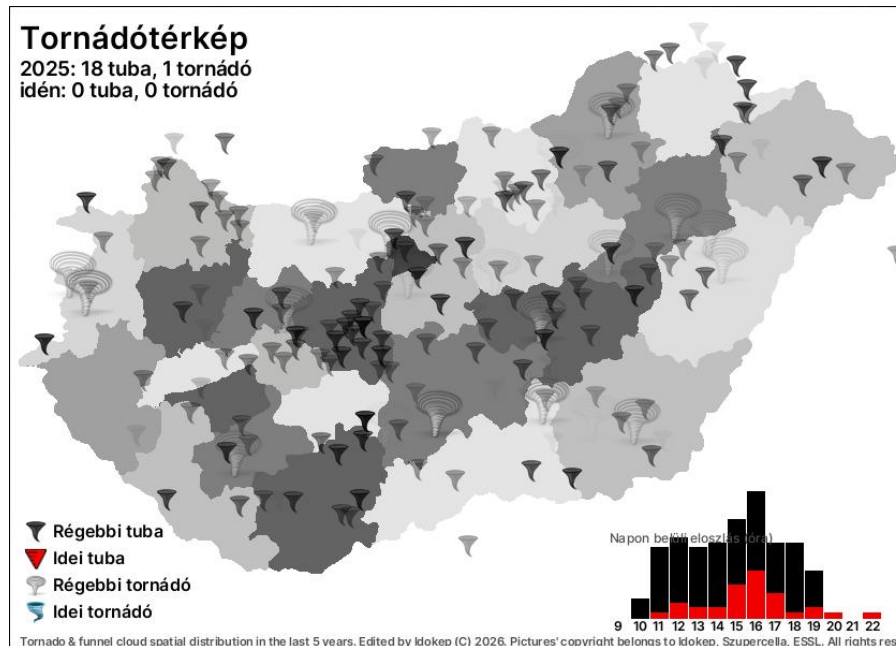 Tornádótérkép
2025: 18 tuba, 1 tornádó
idén: 0 tuba, 0 tornádó
Régebbi tuba
Idei tuba
Régebbi tornádó
Idei tornádó
Napon belüli eloszlás (óra)
9 10 11 12 13 14 15 16 17 18 19 20 21 22
Tornado & funnel cloud spatial distribution in the last 5 years. Edited by Idokep (C) 2026. Pictures' copyright belongs to Idokep, Szupercella, ESSL. All rights res